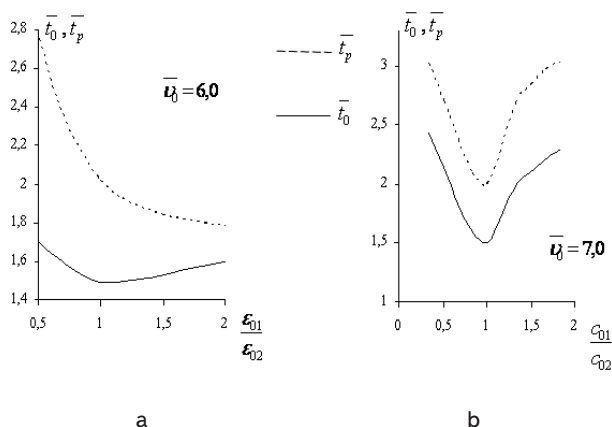 t̅₀ , t̅ₚ
2,8
2,6
2,4
2,2
2
1,8
1,6
1,4
0,5 1 1,5 2
υ̅₀ = 6,0
ε₀₁
ε₀₂
a
t̅ₚ
t̅₀
t̅₀ , t̅ₚ
3
2,5
2
1,5
1
0 0,5 1 1,5 2
υ̅₀ = 7,0
c₀₁
c₀₂
b